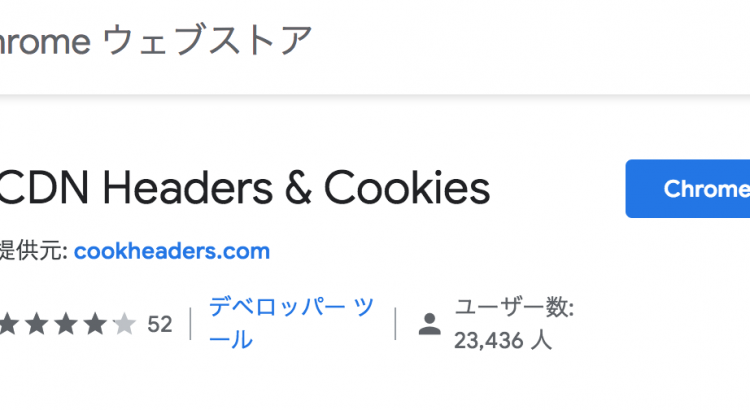 hrome ウェブストア
CDN Headers & Cookies
Chrome
提供元: cookheaders.com
52
デベロッパー ツ
ール
ユーザー数:
23,436 人